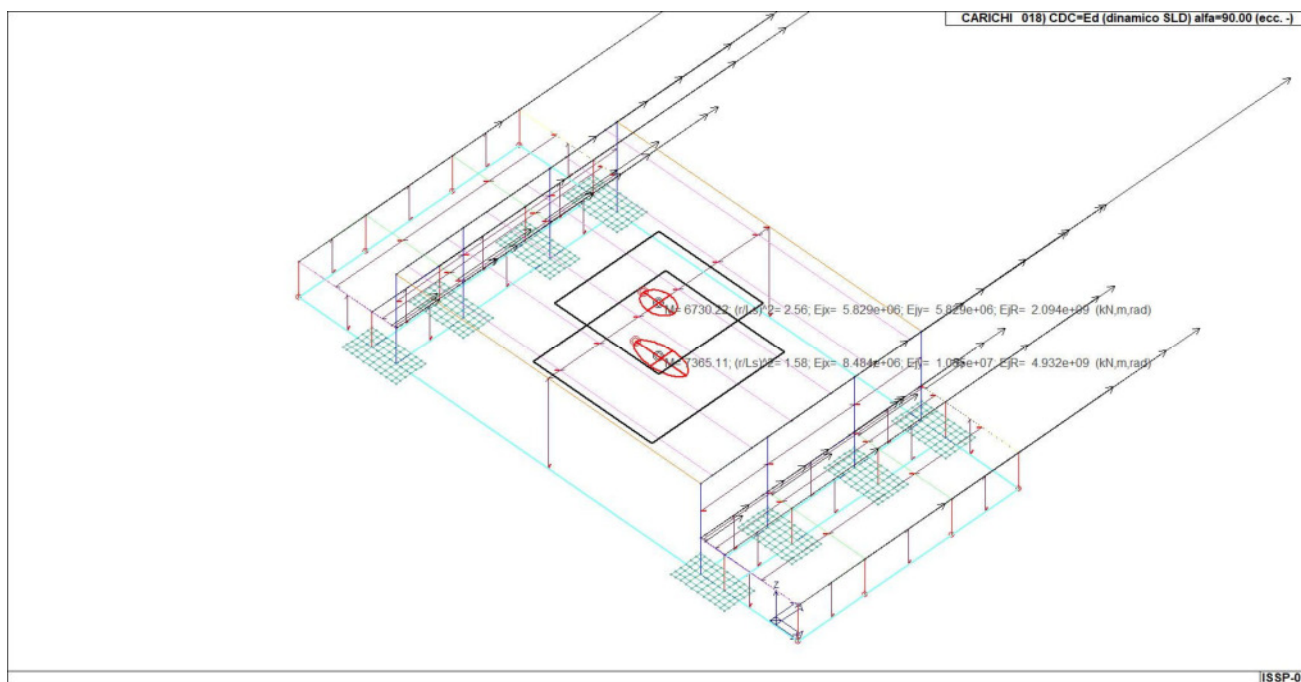 CARICHI 018) CDC=Ed (dinamico SLD) alfa=90.00 (ecc. -)
M= 6730.22; (r/Ls)^2= 2.56; Ejx= 5.829e+06; Ejy= 5.829e+06; EjR= 2.094e+09 (kN,m,rad)
M= 7365.11; (r/Ls)^2= 1.58; Ejx= 8.484e+06; EjR= 4.932e+09 (kN,m,rad)
Z
ISSP-0